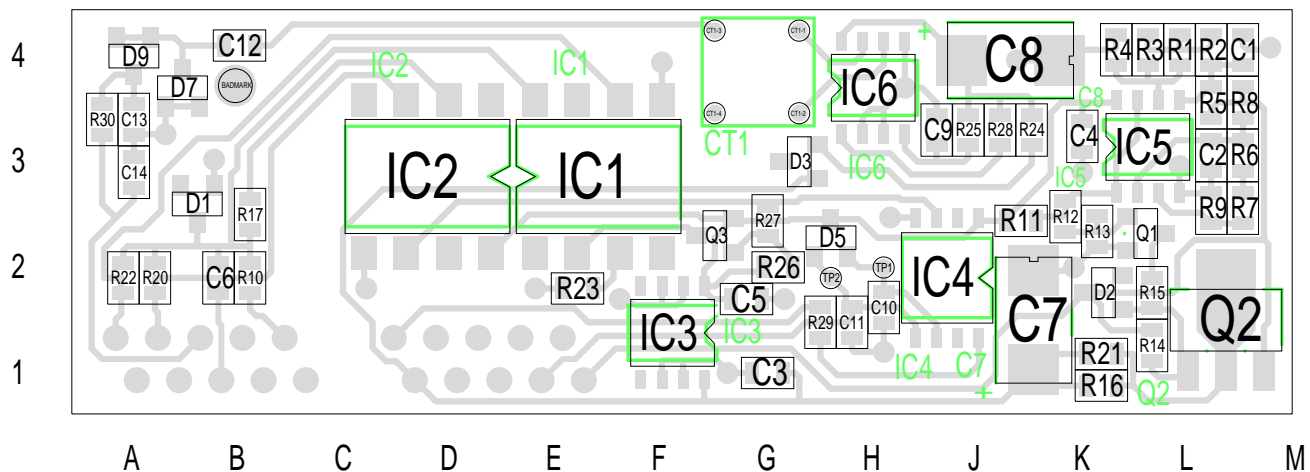 4
D9
C12
BADMARK
D7
IC2
IC1
CT1-3
CT1-1
CT1-4
CT1-2
CT1
+
C8
C8
IC6
R4
R3
R1
R2
C1
R5
R8
R30
C13
3
C14
IC2
IC1
D3
IC6
C9
R25
R28
R24
C4
IC5
IC5
C2
R6
D1
R17
Q3
R27
D5
R11
R12
R13
Q1
R9
R7
2
R22
R20
C6
R10
R23
R26
C5
TP2
TP1
IC4
C7
D2
R15
Q2
IC3
IC3
R29
C11
C10
R14
1
C3
IC4
C7
+
R21
R16
Q2
A
B
C
D
E
F
G
H
J
K
L
M